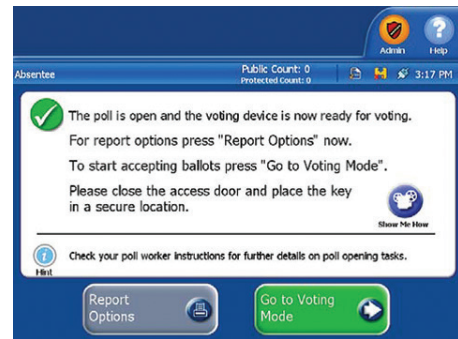 Admin
Help
Absentee
Public Count: 0
Protected Count: 0
3:17 PM
The poll is open and the voting device is now ready for voting.
For report options press "Report Options" now.
To start accepting ballots press "Go to Voting Mode".
Please close the access door and place the key
in a secure location.
Show Me How
Hint
Check your poll worker instructions for further details on poll opening tasks.
Report
Options
Go to Voting
Mode